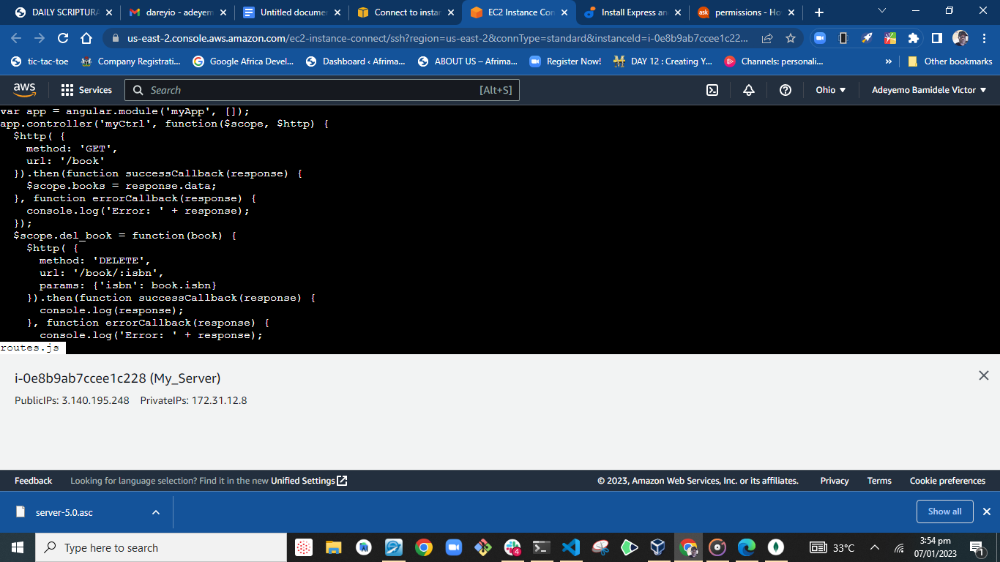 DAILY SCRIPTURA
dareyio - adeyem
Untitled docume
Connect to instan
EC2 Instance Con
Install Express an
permissions - Ho
us-east-2.console.aws.amazon.com/ec2-instance-connect/ssh?region=us-east-2&connType=standard&instanceId=i-0e8b9ab7ccee1c22...
tic-tac-toe
Company Registrati...
Google Africa Devel...
Dashboard ‹ Afrima...
ABOUT US – Afrima...
Register Now!
DAY 12 : Creating Y...
Channels: personali...
»
Other bookmarks
aws
Services
Search
[Alt+S]
Ohio
Adeyemo Bamidele Victor
var app = angular.module('myApp', []);
app.controller('myCtrl', function($scope, $http) {
  $http( {
    method: 'GET',
    url: '/book'
  }).then(function successCallback(response) {
    $scope.books = response.data;
  }, function errorCallback(response) {
    console.log('Error: ' + response);
  });
  $scope.del_book = function(book) {
    $http( {
      method: 'DELETE',
      url: '/book/:isbn',
      params: {'isbn': book.isbn}
    }).then(function successCallback(response) {
      console.log(response);
    }, function errorCallback(response) {
      console.log('Error: ' + response);
routes.js
i-0e8b9ab7ccee1c228 (My_Server)
PublicIPs: 3.140.195.248 PrivateIPs: 172.31.12.8
Feedback
Looking for language selection? Find it in the new Unified Settings
© 2023, Amazon Web Services, Inc. or its affiliates.
Privacy
Terms
Cookie preferences
server-5.0.asc
Show all
Type here to search
4
33°C
3:54 pm
07/01/2023
1